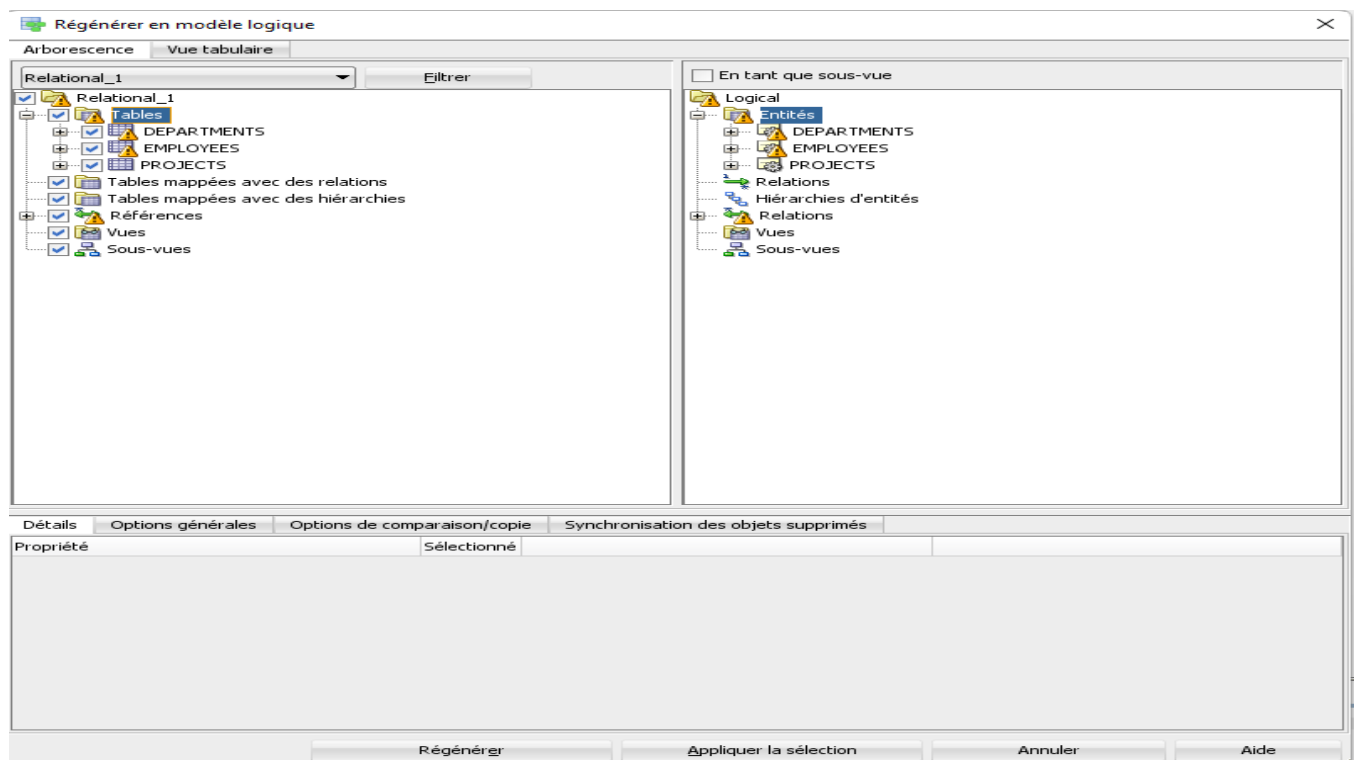 Régénérer en modèle logique
Arborescence Vue tabulaire
Relational_1 Filtrer
En tant que sous-vue
Relational_1
Tables
DEPARTMENTS
EMPLOYEES
PROJECTS
Tables mappées avec des relations
Tables mappées avec des hiérarchies
Références
Vues
Sous-vues
Logical
Entités
DEPARTMENTS
EMPLOYEES
PROJECTS
Relations
Hiérarchies d'entités
Relations
Vues
Sous-vues
Détails Options générales Options de comparaison/copie Synchronisation des objets supprimés
Propriété Sélectionné
Régénérer Appliquer la sélection Annuler Aide